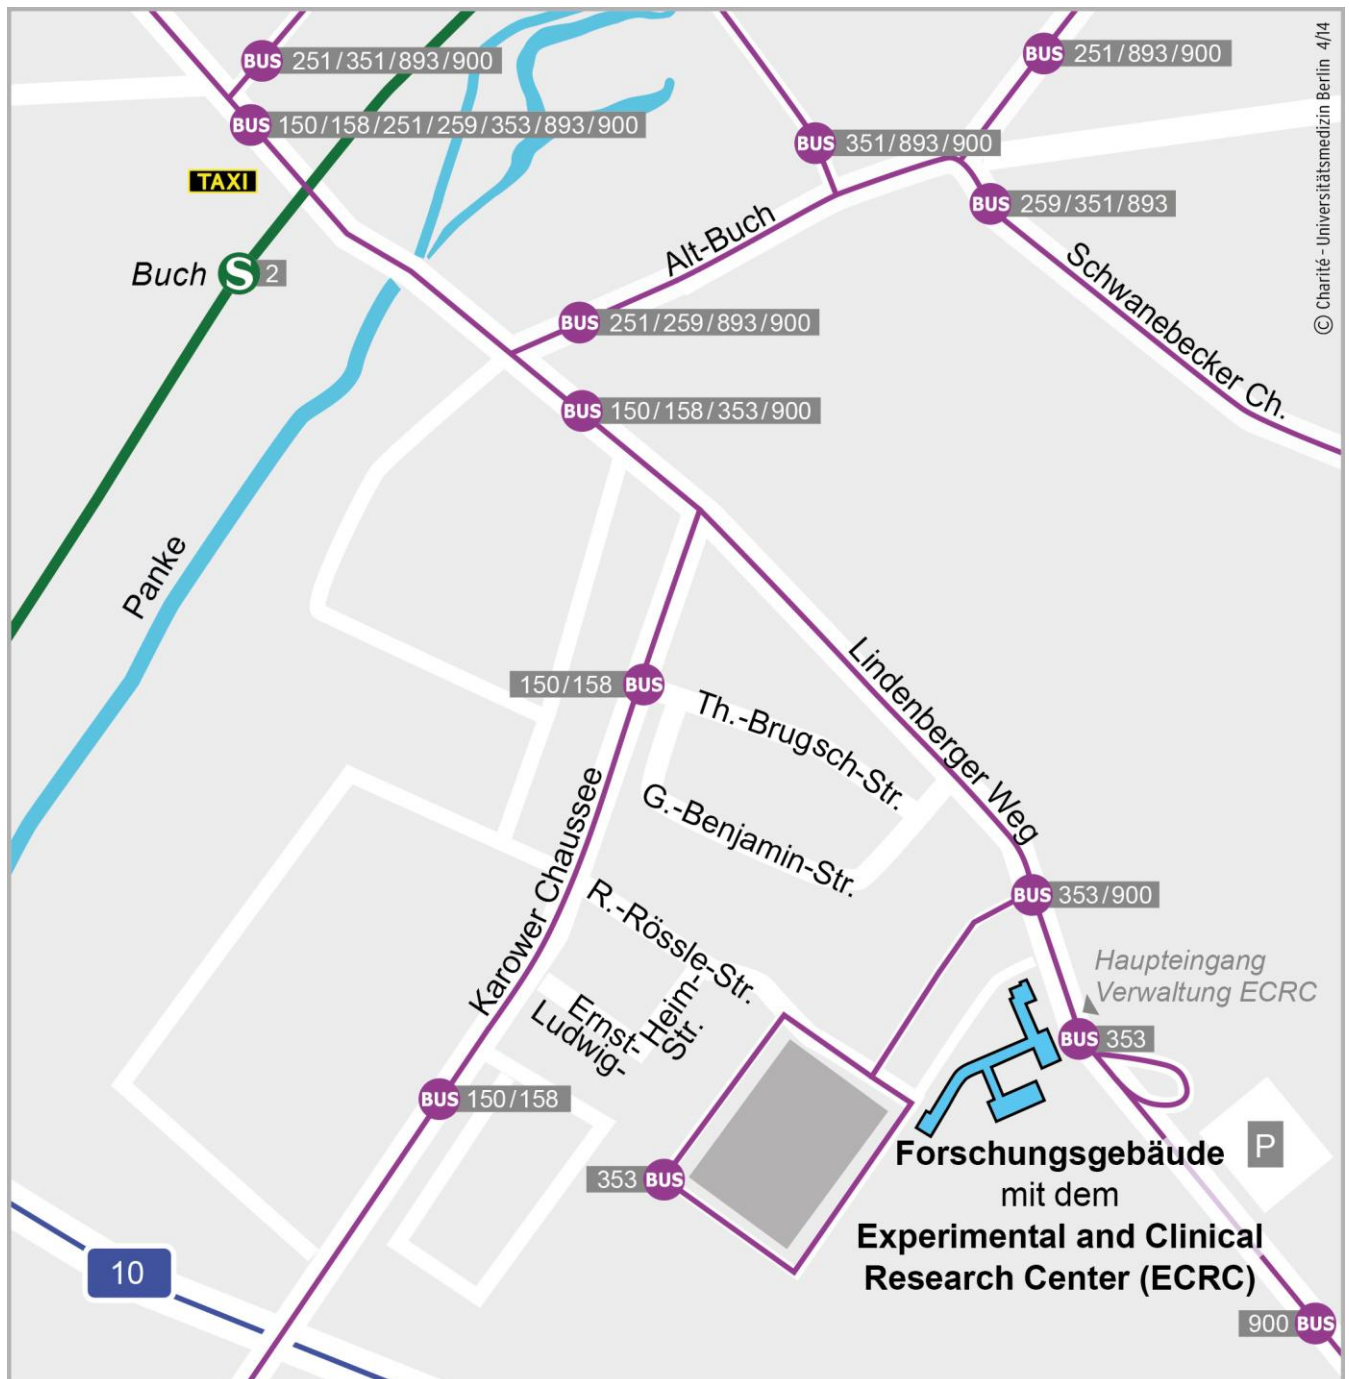 BUS 251/351/893/900
BUS 251/893/900
BUS 150/158/251/259/353/893/900
BUS 351/893/900
TAXI
BUS 259/351/893
Alt-Buch
Buch S 2
Schwanebecker Ch.
BUS 251/259/893/900
BUS 150/158/353/900
Panke
Lindenberger Weg
150/158 BUS
Th.-Brugsch-Str.
G.-Benjamin-Str.
Karower Chaussee
R.-Rössle-Str.
BUS 353/900
Haupteingang
Verwaltung ECRC
Ernst-
Ludwig-
Heim-
Str.
BUS 353
BUS 150/158
P
353 BUS
Forschungsgebäude
mit dem
Experimental and Clinical
Research Center (ECRC)
10
900 BUS
© Charité - Universitätsmedizin Berlin 4/14